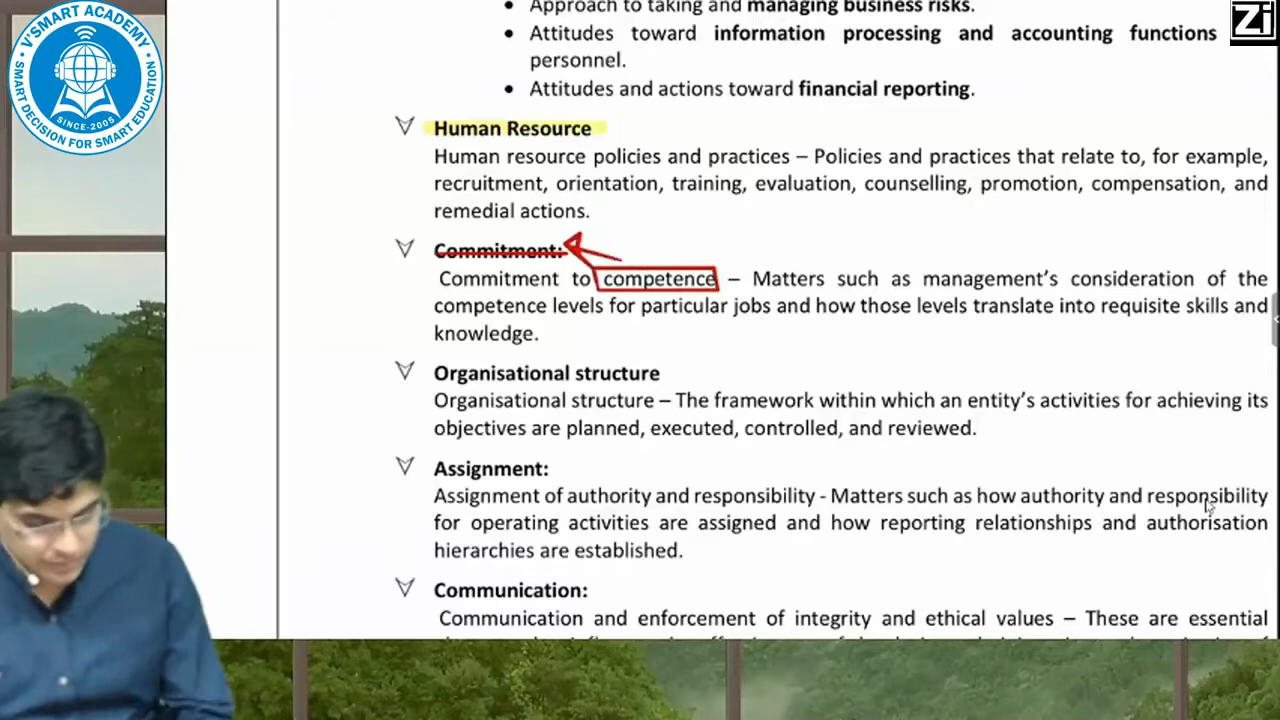 V'SMART ACADEMY
SMART DECISION FOR SMART EDUCATION
SINCE-2005
Zi
• Approach to taking and managing business risks.
• Attitudes toward information processing and accounting functions
personnel.
• Attitudes and actions toward financial reporting.
Human Resource
Human resource policies and practices – Policies and practices that relate to, for example,
recruitment, orientation, training, evaluation, counselling, promotion, compensation, and
remedial actions.
Commitment:
Commitment to competence – Matters such as management's consideration of the
competence levels for particular jobs and how those levels translate into requisite skills and
knowledge.
Organisational structure
Organisational structure – The framework within which an entity's activities for achieving its
objectives are planned, executed, controlled, and reviewed.
Assignment:
Assignment of authority and responsibility - Matters such as how authority and responsibility
for operating activities are assigned and how reporting relationships and authorisation
hierarchies are established.
Communication:
Communication and enforcement of integrity and ethical values – These are essential